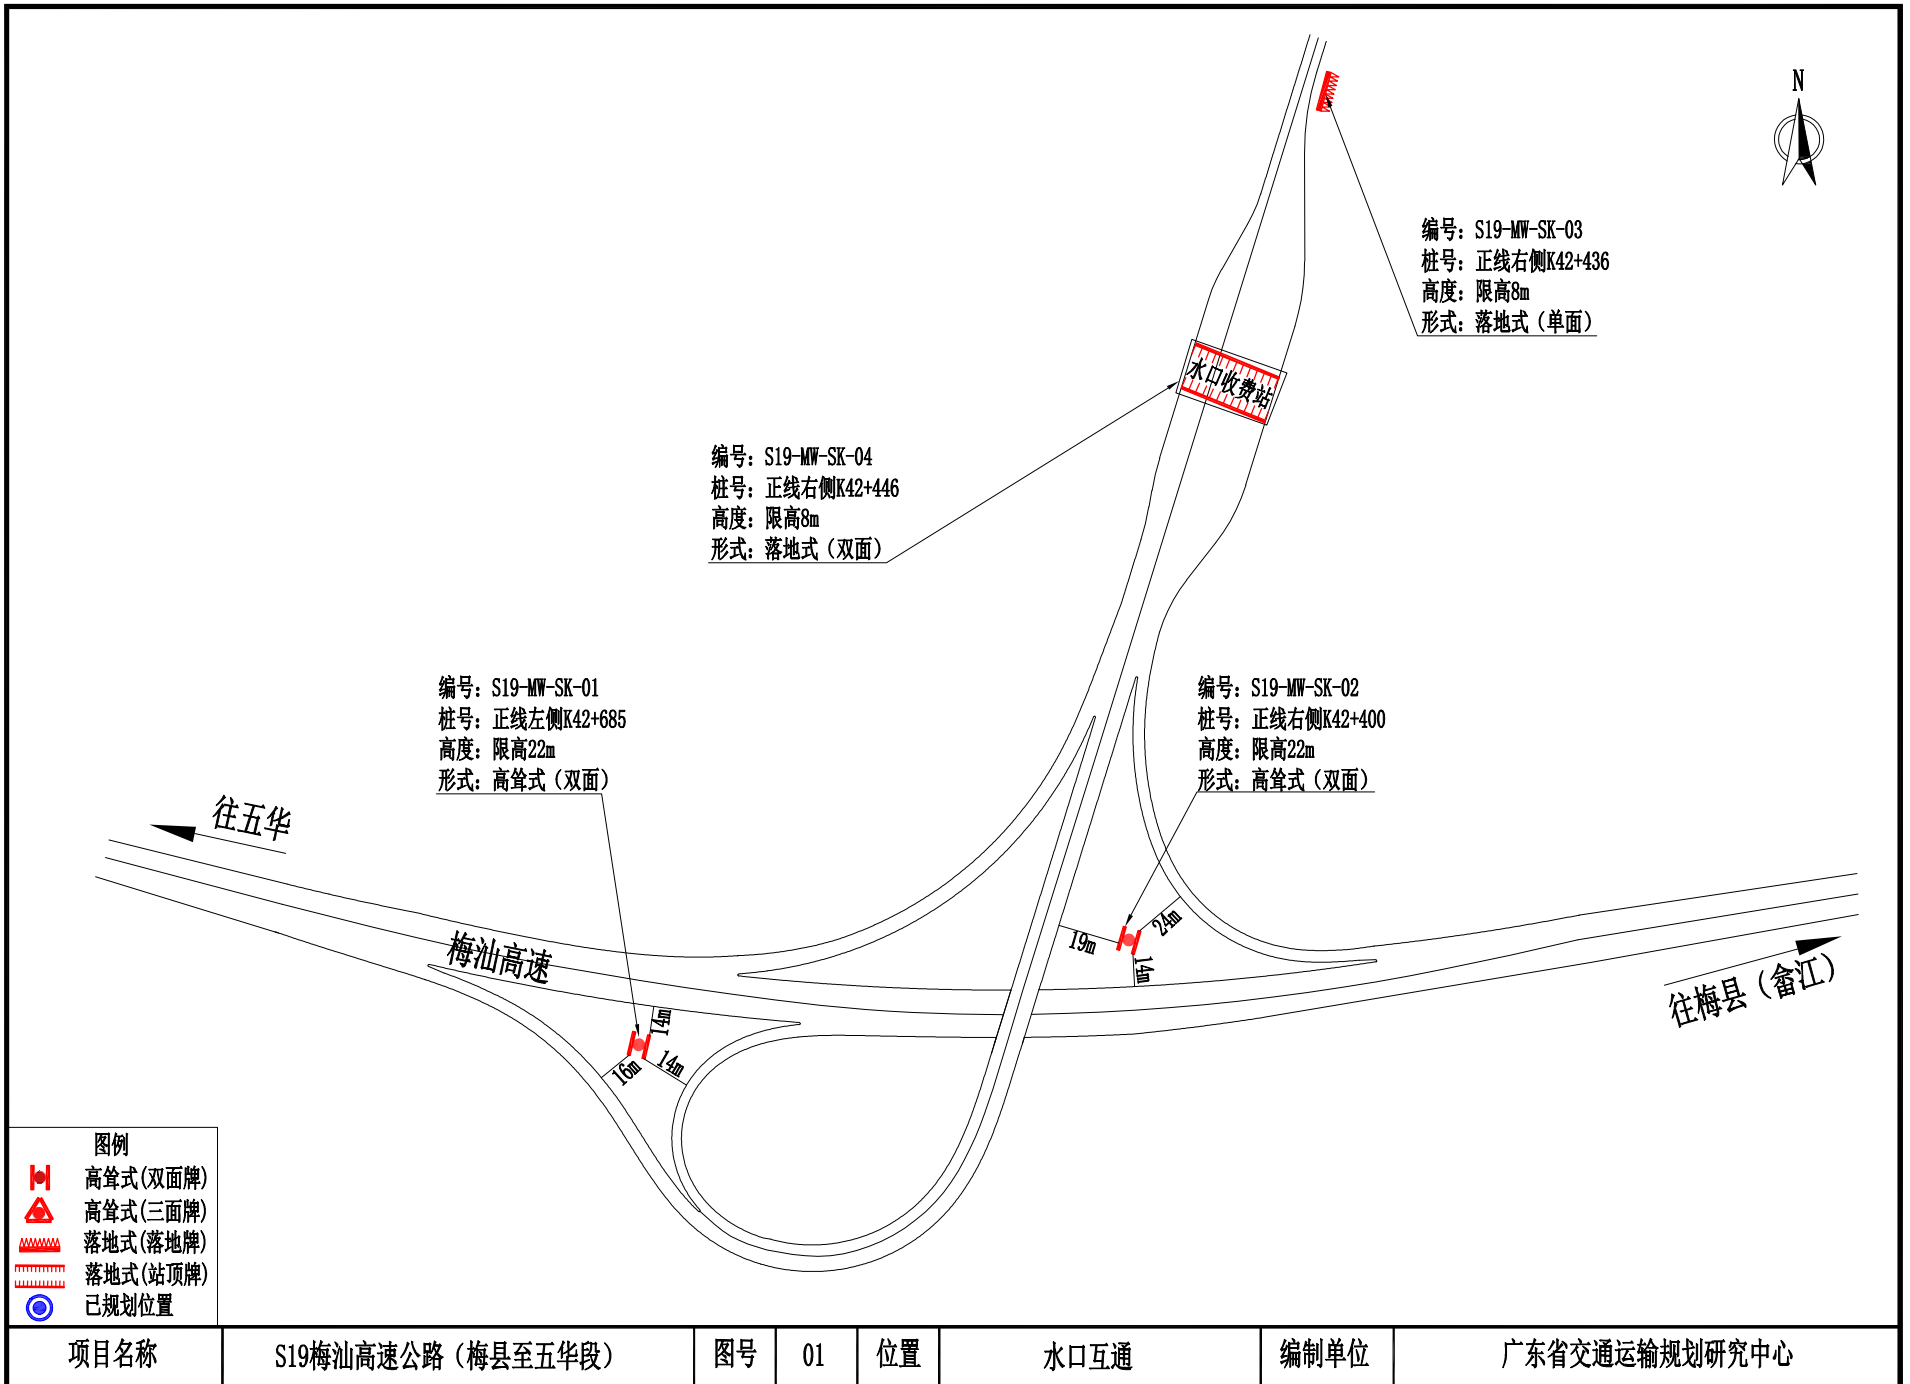 N
编号：S19-MW-SK-03
桩号：正线右侧K42+436
高度：限高8m
形式：落地式（单面）
水口收费站
编号：S19-MW-SK-04
桩号：正线右侧K42+446
高度：限高8m
形式：落地式（双面）
编号：S19-MW-SK-01
桩号：正线左侧K42+685
高度：限高22m
形式：高耸式（双面）
编号：S19-MW-SK-02
桩号：正线右侧K42+400
高度：限高22m
形式：高耸式（双面）
往五华
梅汕高速
19m
24m
14m
往梅县（畲江）
14m
16m
14m
图例
高耸式(双面牌)
高耸式(三面牌)
落地式(落地牌)
落地式(站顶牌)
已规划位置
项目名称
S19梅汕高速公路（梅县至五华段）
图号
01
位置
水口互通
编制单位
广东省交通运输规划研究中心